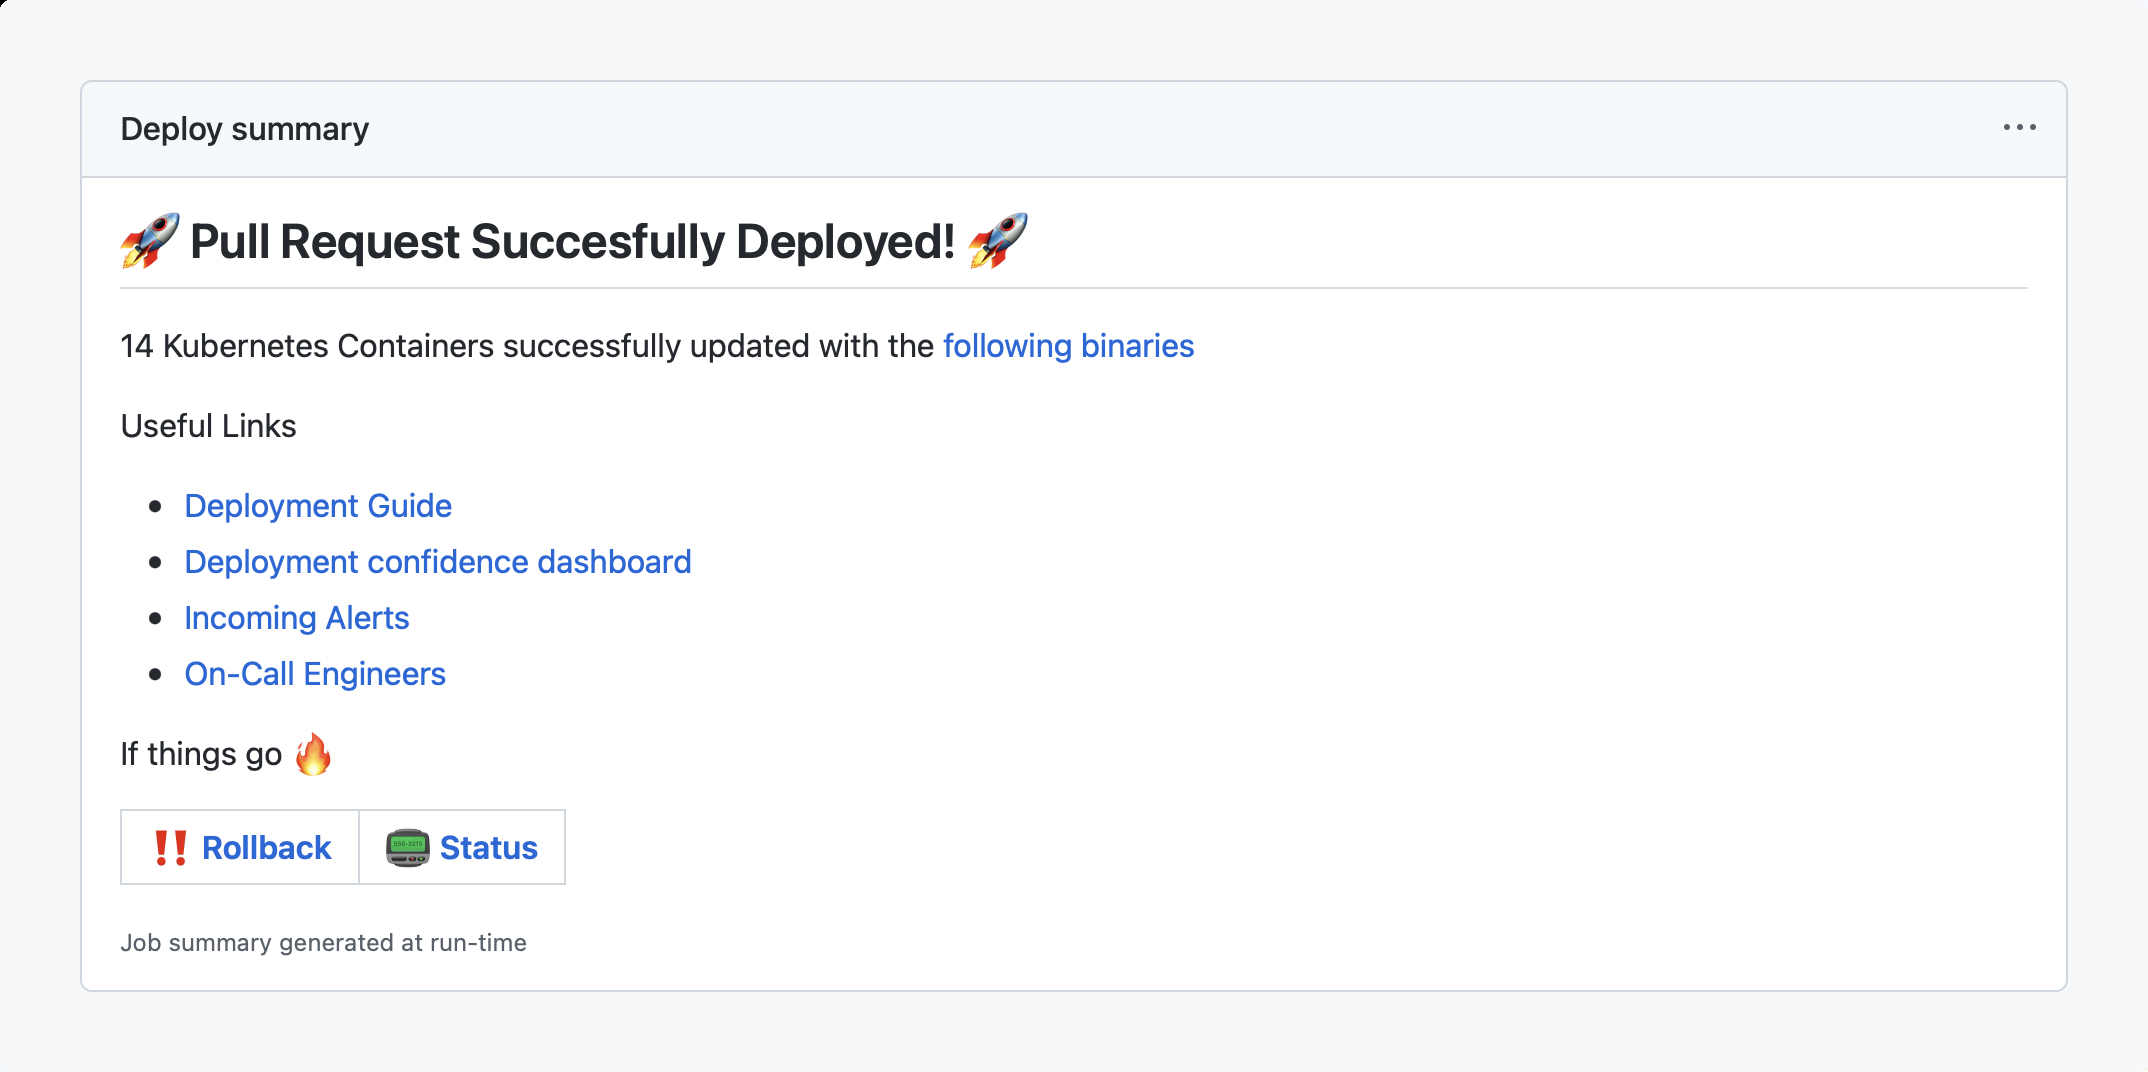 Deploy summary
🚀 Pull Request Succesfully Deployed! 🚀
14 Kubernetes Containers successfully updated with the following binaries
Useful Links
• Deployment Guide
• Deployment confidence dashboard
• Incoming Alerts
• On-Call Engineers
If things go 🔥
‼️ Rollback 📟 Status
Job summary generated at run-time